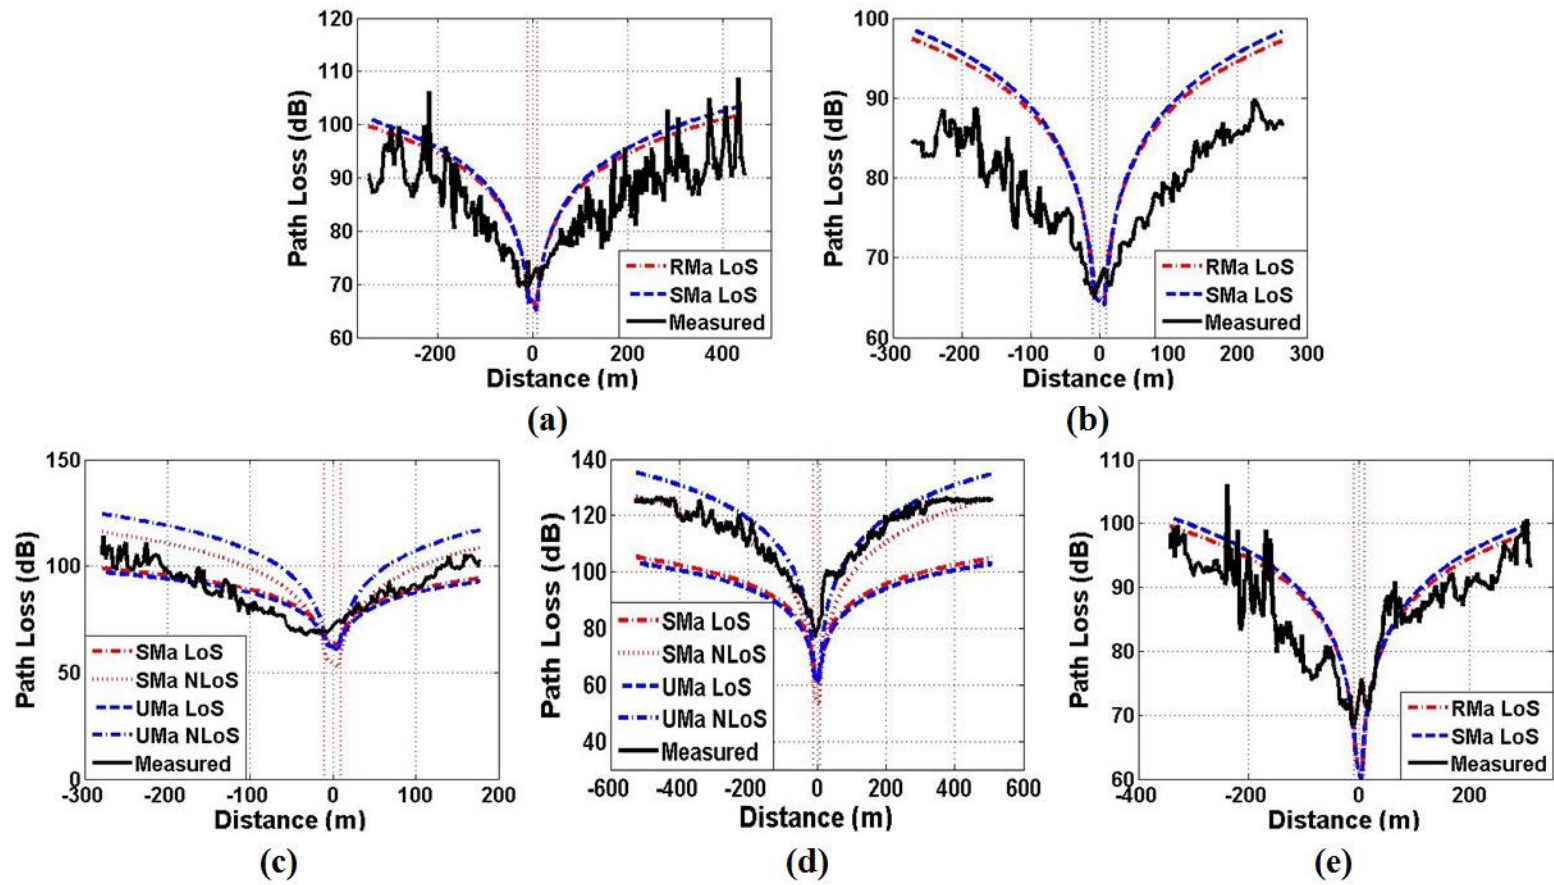 120
110
100
90
80
70
60
Path Loss (dB)
-200
0
200
400
Distance (m)
RMa LoS
SMa LoS
Measured
(a)
100
90
80
70
60
Path Loss (dB)
-300
-200
-100
0
100
200
300
Distance (m)
RMa LoS
SMa LoS
Measured
(b)
150
100
50
0
Path Loss (dB)
-300
-200
-100
0
100
200
Distance (m)
SMa LoS
SMa NLoS
UMa LoS
UMa NLoS
Measured
(c)
140
120
100
80
60
40
Path Loss (dB)
-600
-400
-200
0
200
400
600
Distance (m)
SMa LoS
SMa NLoS
UMa LoS
UMa NLoS
Measured
(d)
110
100
90
80
70
60
Path Loss (dB)
-400
-200
0
200
Distance (m)
RMa LoS
SMa LoS
Measured
(e)